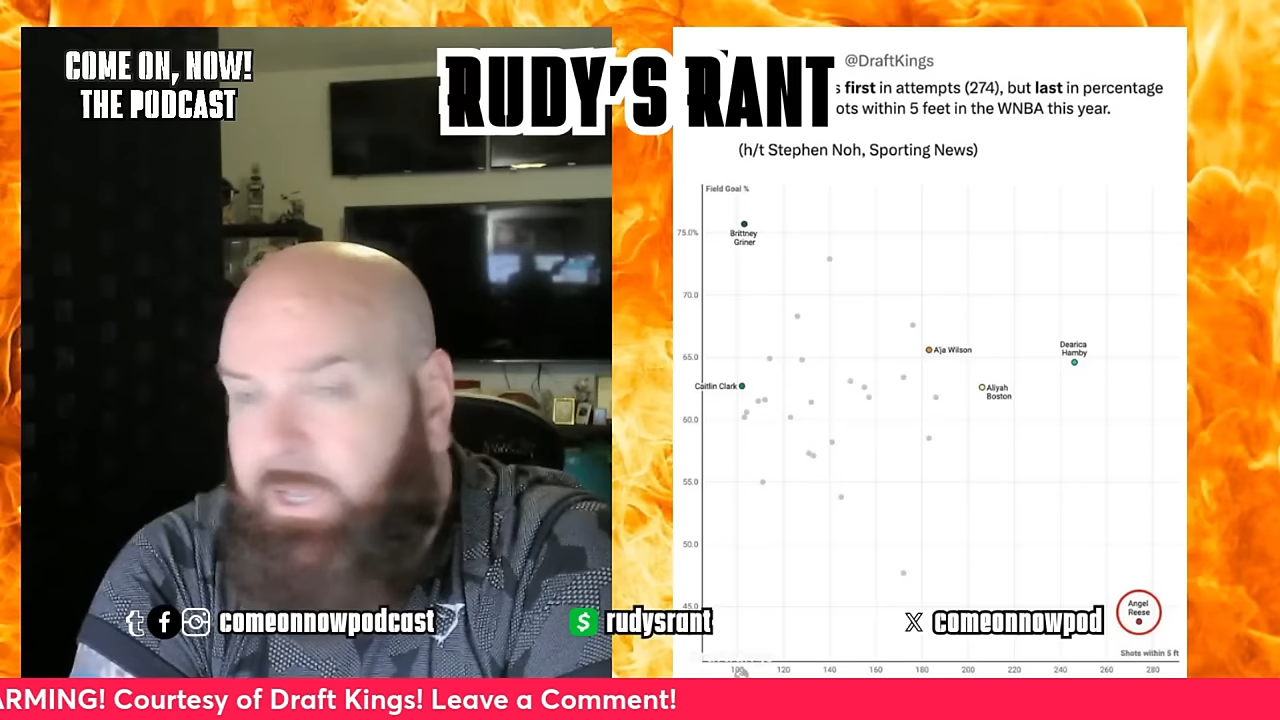 COME ON, NOW!
THE PODCAST
RUDY'S RANT
@DraftKings
s first in attempts (274), but last in percentage
ots within 5 feet in the WNBA this year.
(h/t Stephen Noh, Sporting News)
Field Goal %
75.0%
Brittney
Griner
70.0
65.0
A'ja Wilson
Dearica
Hamby
Caitlin Clark
Aliyah
Boston
60.0
55.0
50.0
45.0
Angel
Reese
Shots within 5 ft
100 120 140 160 180 200 220 240 260 280
comeonnowpodcast
$ rudysrant
X comeonnowpod
ARMING! Courtesy of Draft Kings! Leave a Comment!